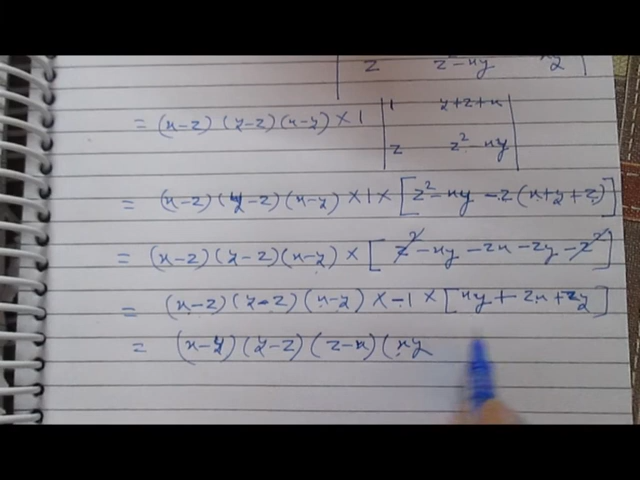 z z² - xy xy
= (x-z) (y-z) (x-y) × 1 | 1 y+z+x |
| z z² - xy |
= (x-z) (y-z) (x-y) × 1 × [z² - xy - z(x+y+z)]
= (x-z) (y-z) (x-y) × [z² - xy - zx - zy - z²]
= (x-z) (y-z) (x-y) × -1 × [xy + zx + zy]
= (x-y) (y-z) (z-x) (xy